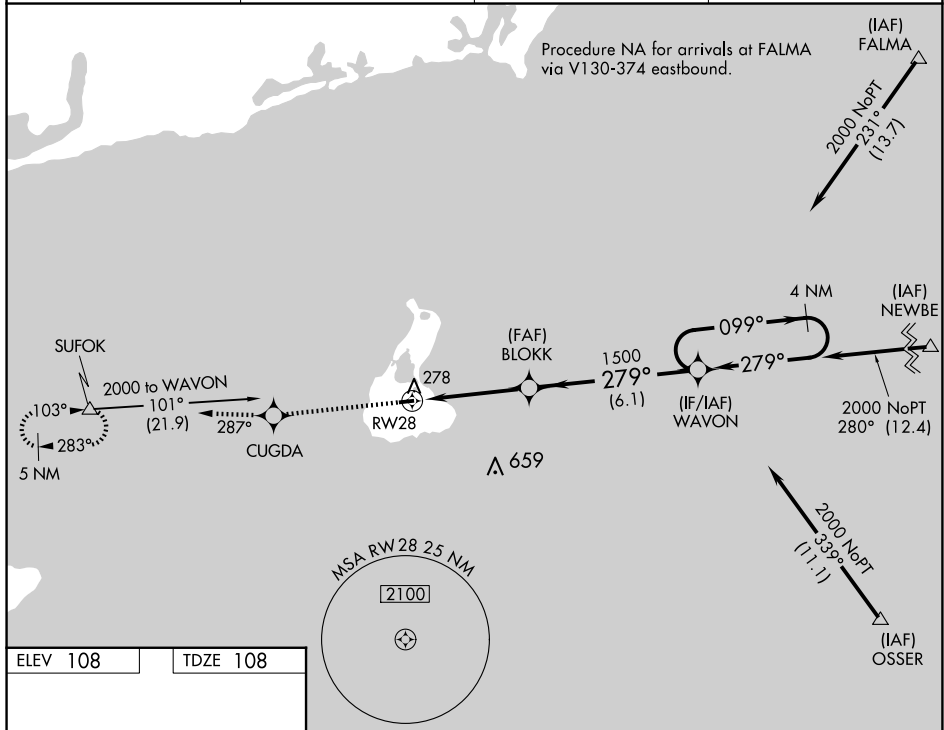 Procedure NA for arrivals at FALMA
via V130-374 eastbound.
(IAF)
FALMA
2000 NoPT
231°
(13.7)
4 NM
(IAF)
NEWBE
099°
279°
(FAF)
BLOKK
1500
279°
(6.1)
(IF/IAF)
WAVON
2000 NoPT
280° (12.4)
SUFOK
2000 to WAVON
101°
(21.9)
103°
283°
5 NM
287°
CUGDA
278
RW28
659
2000 NoPT
339°
(11.1)
(IAF)
OSSER
MSA RW28 25 NM
2100
ELEV 108
TDZE 108